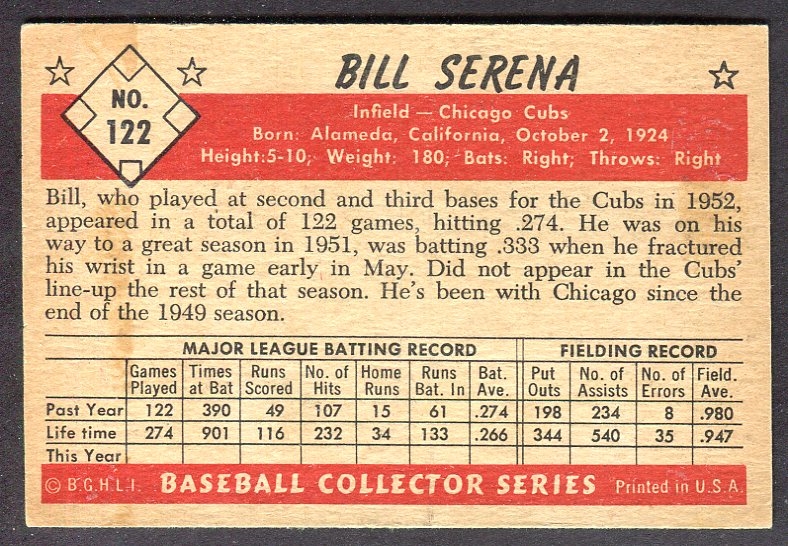 BILL SERENA
NO.
122
Infield — Chicago Cubs
Born: Alameda, California, October 2, 1924
Height: 5-10; Weight: 180; Bats: Right; Throws: Right
Bill, who played at second and third bases for the Cubs in 1952,
appeared in a total of 122 games, hitting .274. He was on his
way to a great season in 1951, was batting .333 when he fractured
his wrist in a game early in May. Did not appear in the Cubs'
line-up the rest of that season. He's been with Chicago since the
end of the 1949 season.
MAJOR LEAGUE BATTING RECORD FIELDING RECORD
Games Times Runs No. of Home Runs Bat. Put No. of No. of Field.
Played at Bat Scored Hits Runs Bat. In Ave. Outs Assists Errors Ave.
Past Year 122 390 49 107 15 61 .274 198 234 8 .980
Life time 274 901 116 232 34 133 .266 344 540 35 .947
This Year
© B.G.H.L.I. BASEBALL COLLECTOR SERIES Printed in U.S.A.